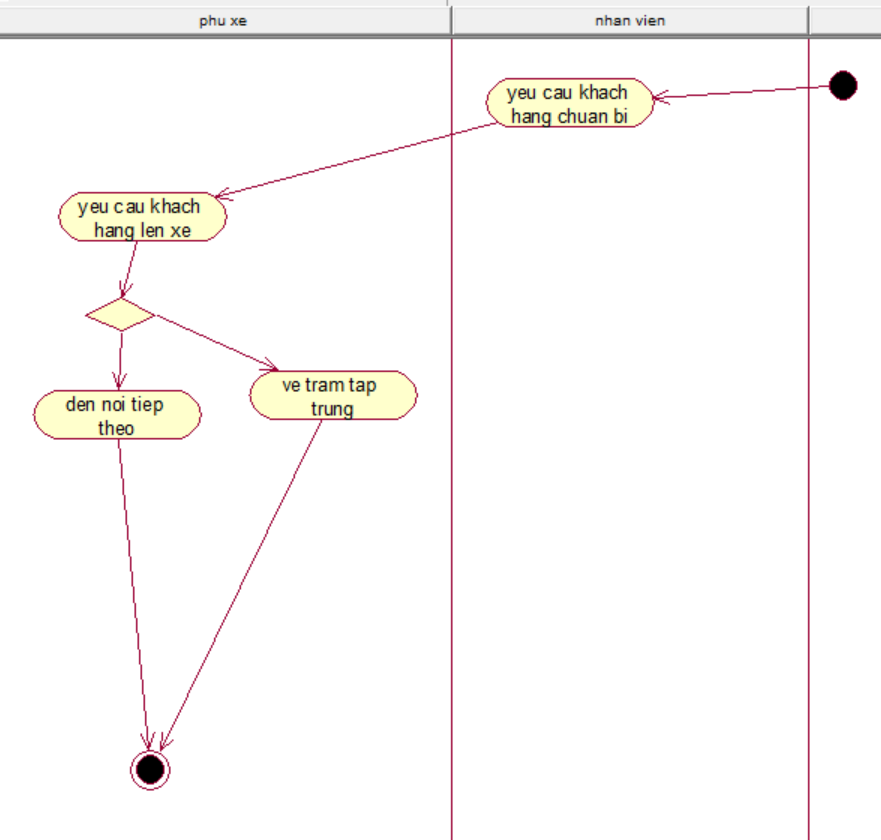 phu xe
nhan vien
yeu cau khach
hang chuan bi
yeu cau khach
hang len xe
ve tram tap
trung
den noi tiep
theo